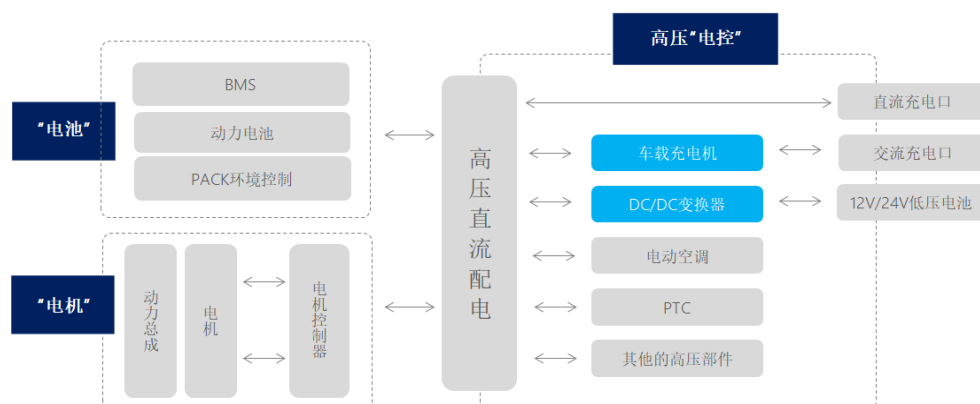 高压“电控”
“电池”
BMS
动力电池
PACK环境控制
“电机”
动力总成
电机
电机控制器
高压直流配电
直流充电口
车载充电机
交流充电口
DC/DC变换器
12V/24V低压电池
电动空调
PTC
其他的高压部件